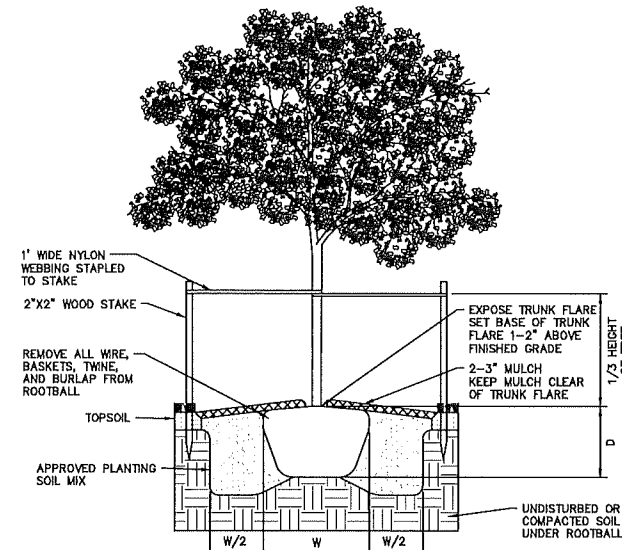 1' WIDE NYLON
WEBBING STAPLED
TO STAKE
2"X2" WOOD STAKE
REMOVE ALL WIRE,
BASKETS, TWINE,
AND BURLAP FROM
ROOTBALL
TOPSOIL
APPROVED PLANTING
SOIL MIX
EXPOSE TRUNK FLARE
SET BASE OF TRUNK
FLARE 1-2" ABOVE
FINISHED GRADE
2-3" MULCH
KEEP MULCH CLEAR
OF TRUNK FLARE
1/3 HEIGHT
D
UNDISTURBED OR
COMPACTED SOIL
UNDER ROOTBALL
W/2
W
W/2